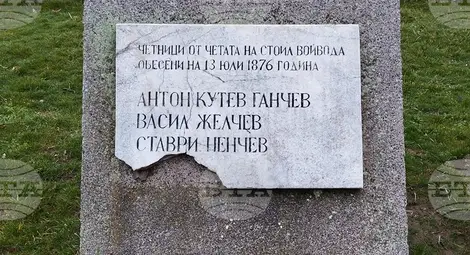 ЧЕТНИЦИ ОТ ЧЕТАТА НА СТОИЛ ВОЙВОДА
ОБЕСЕНИ НА 13 ЮЛИ 1876 ГОДИНА
АНТОН КУТЕВ ГАНЧЕВ
ВАСИЛ ЖЕЛЧЕВ
СТАВРИ НЕНЧЕВ
БТА